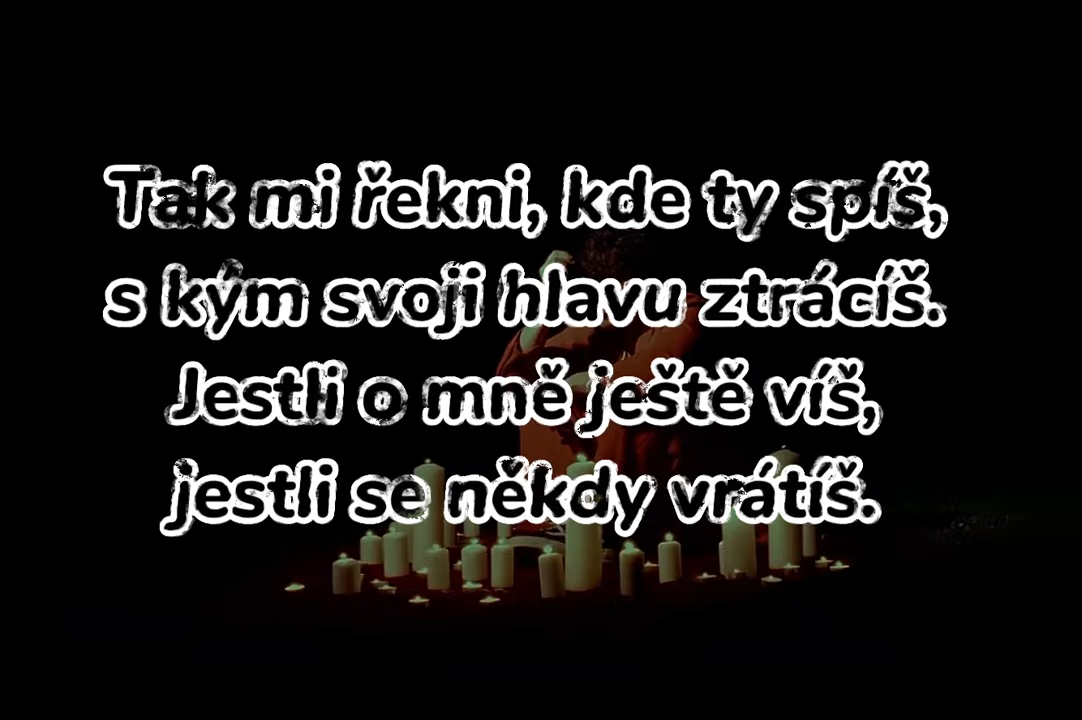 Tak mi řekni, kde ty spíš,
s kým svoji hlavu ztrácíš.
Jestli o mně ještě víš,
jestli se někdy vrátíš.